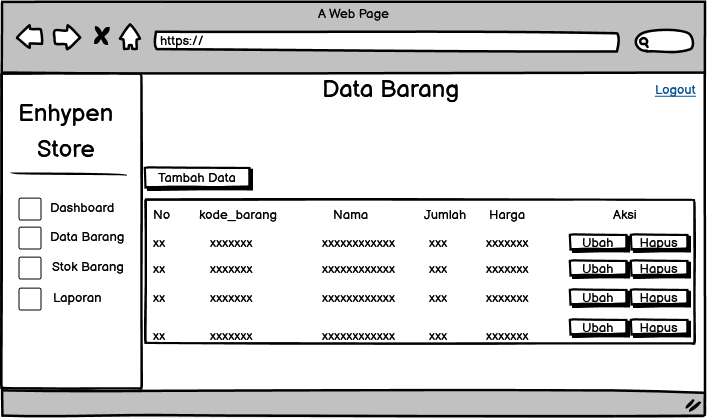 A Web Page
https://
Data Barang
Logout
Enhypen
Store
Dashboard
Data Barang
Stok Barang
Laporan
Tambah Data
No kode_barang Nama Jumlah Harga Aksi
xx xxxxxxx xxxxxxxxxxxx xxx xxxxxxx Ubah Hapus
xx xxxxxxx xxxxxxxxxxxx xxx xxxxxxx Ubah Hapus
xx xxxxxxx xxxxxxxxxxxx xxx xxxxxxx Ubah Hapus
xx xxxxxxx xxxxxxxxxxxx xxx xxxxxxx Ubah Hapus